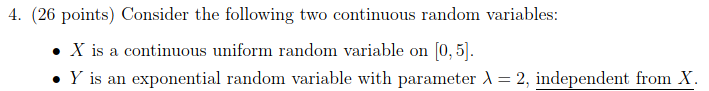 4. (26 points) Consider the following two continuous random variables:
• X is a continuous uniform random variable on [0, 5].
• Y is an exponential random variable with parameter λ = 2, independent from X.